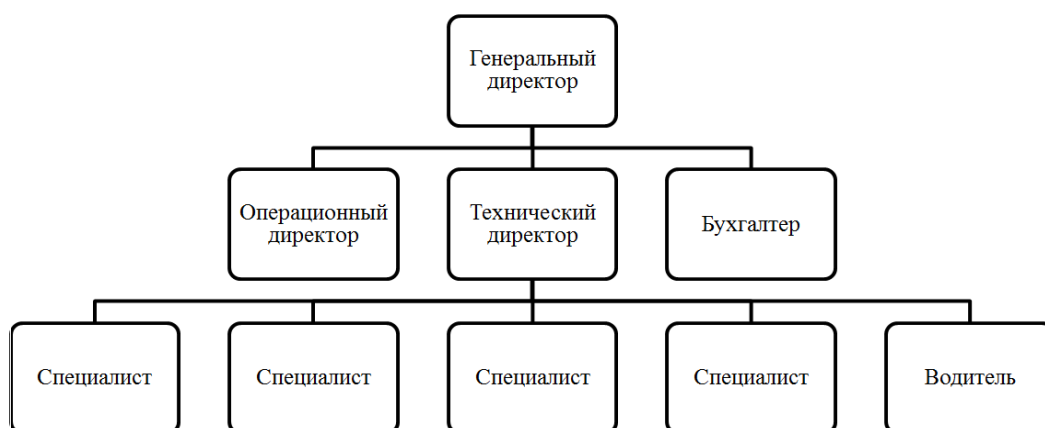 Генеральный
директор
Операционный
директор
Технический
директор
Бухгалтер
Специалист
Специалист
Специалист
Специалист
Водитель